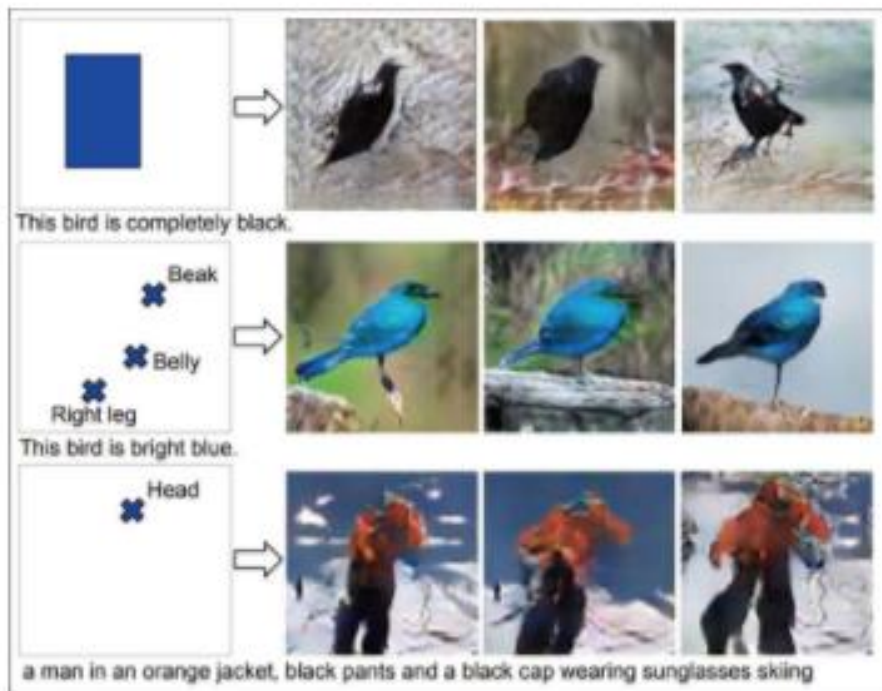 This bird is completely black.
Beak
Belly
Right leg
This bird is bright blue.
Head
a man in an orange jacket, black pants and a black cap wearing sunglasses skiing